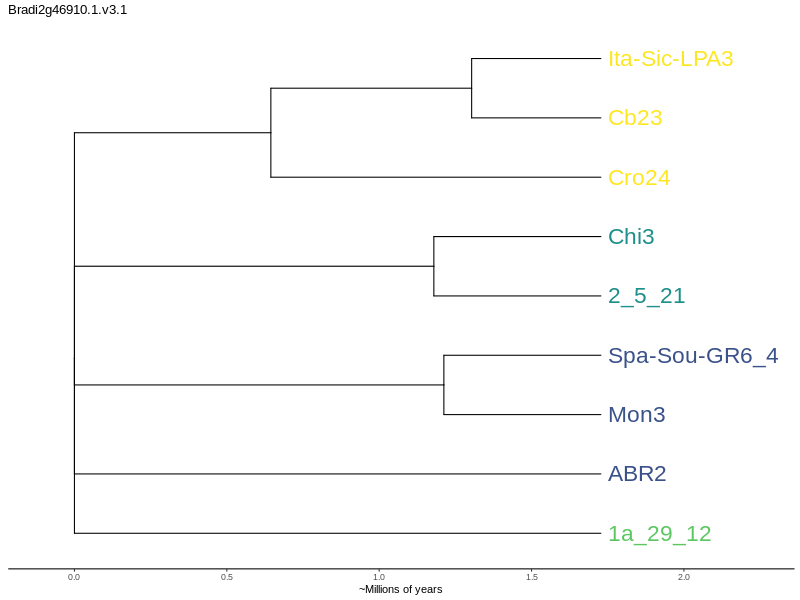 Bradi2g46910.1.v3.1
Ita-Sic-LPA3
Cb23
Cro24
Chi3
2_5_21
Spa-Sou-GR6_4
Mon3
ABR2
1a_29_12
0.0 0.5 1.0 1.5 2.0
~Millions of years